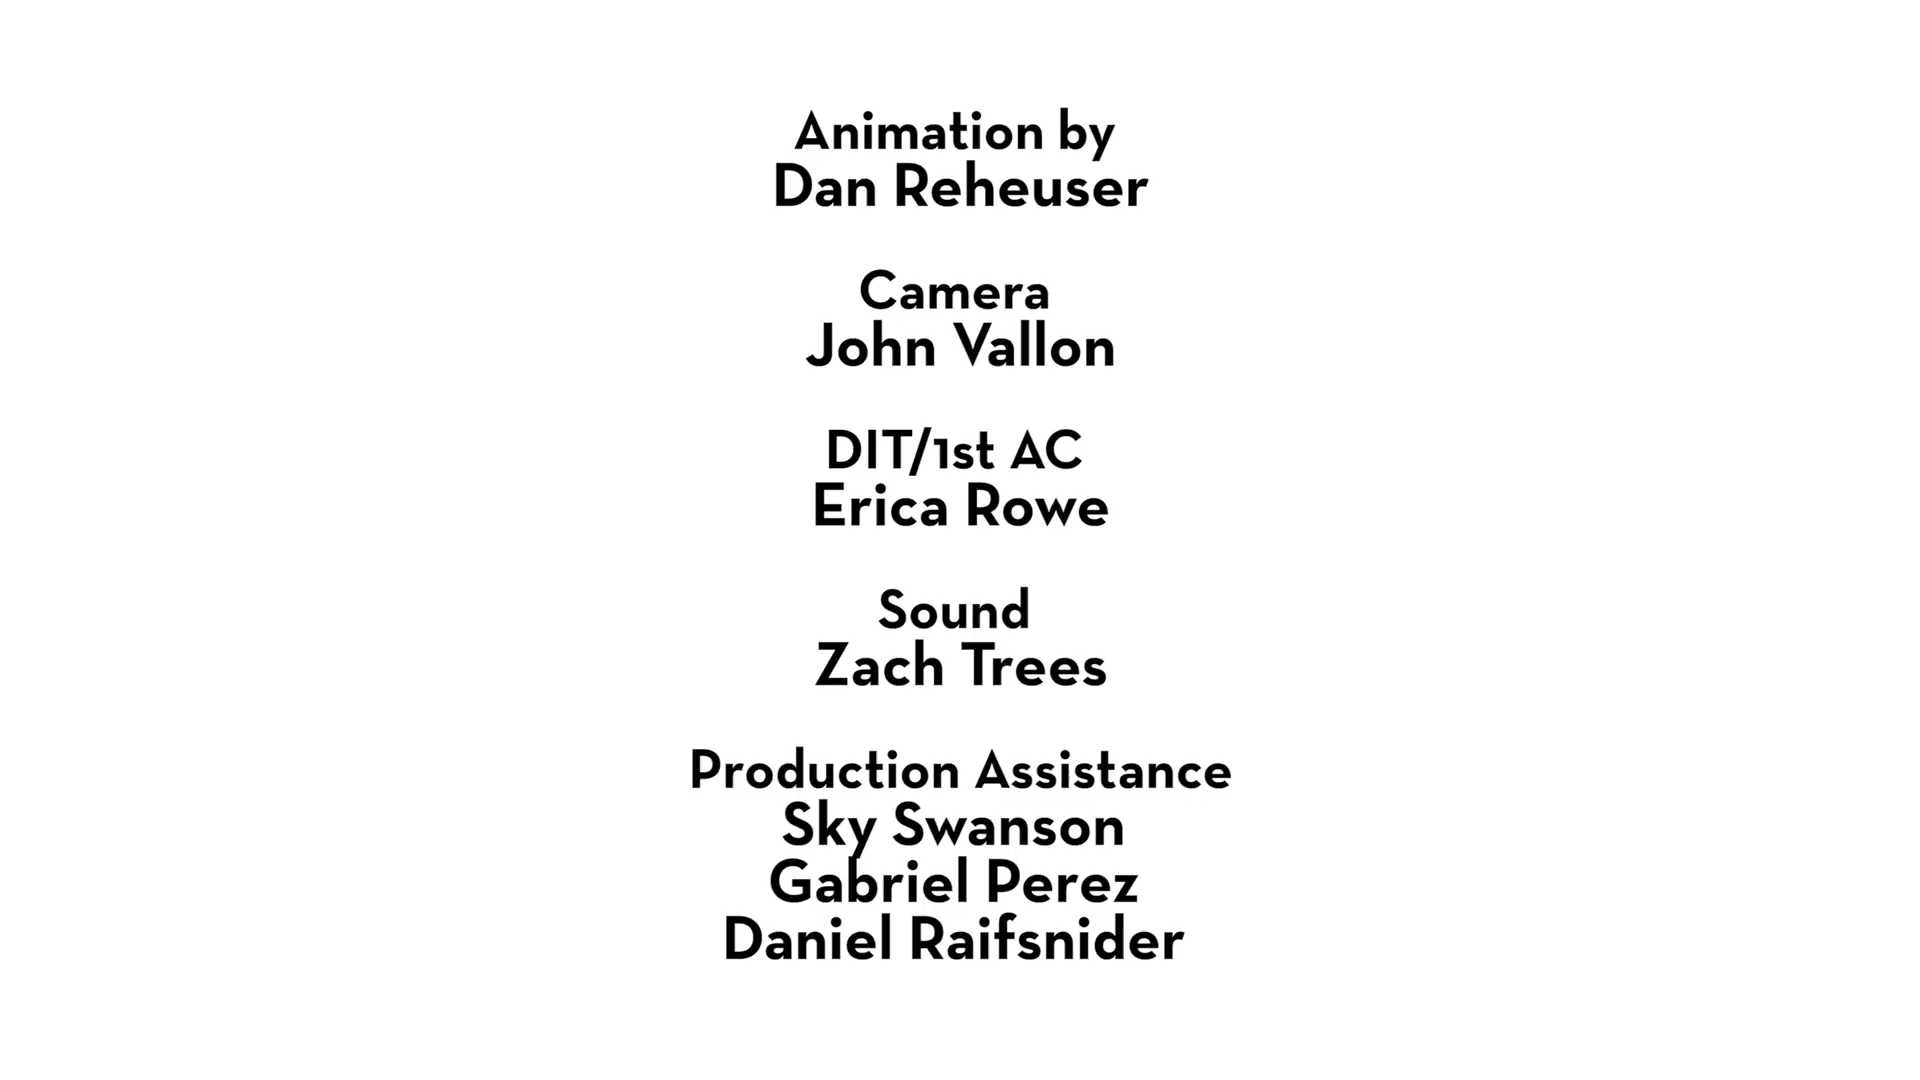 Animation by
Dan Reheuser
Camera
John Vallon
DIT/1st AC
Erica Rowe
Sound
Zach Trees
Production Assistance
Sky Swanson
Gabriel Perez
Daniel Raifsnider